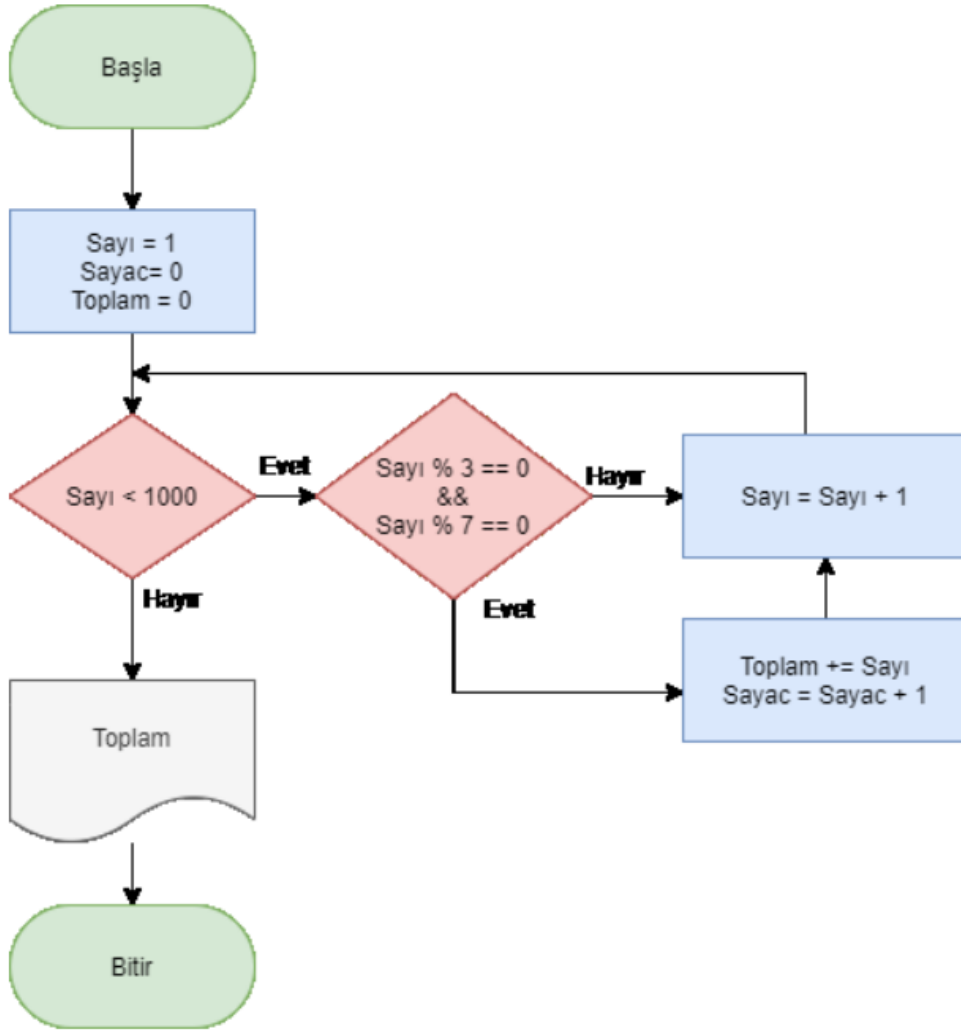 Başla
Sayı = 1
Sayac= 0
Toplam = 0
Sayı < 1000
Evet
Sayı % 3 == 0
&&
Sayı % 7 == 0
Hayır
Sayı = Sayı + 1
Hayır
Evet
Toplam += Sayı
Sayac = Sayac + 1
Toplam
Bitir